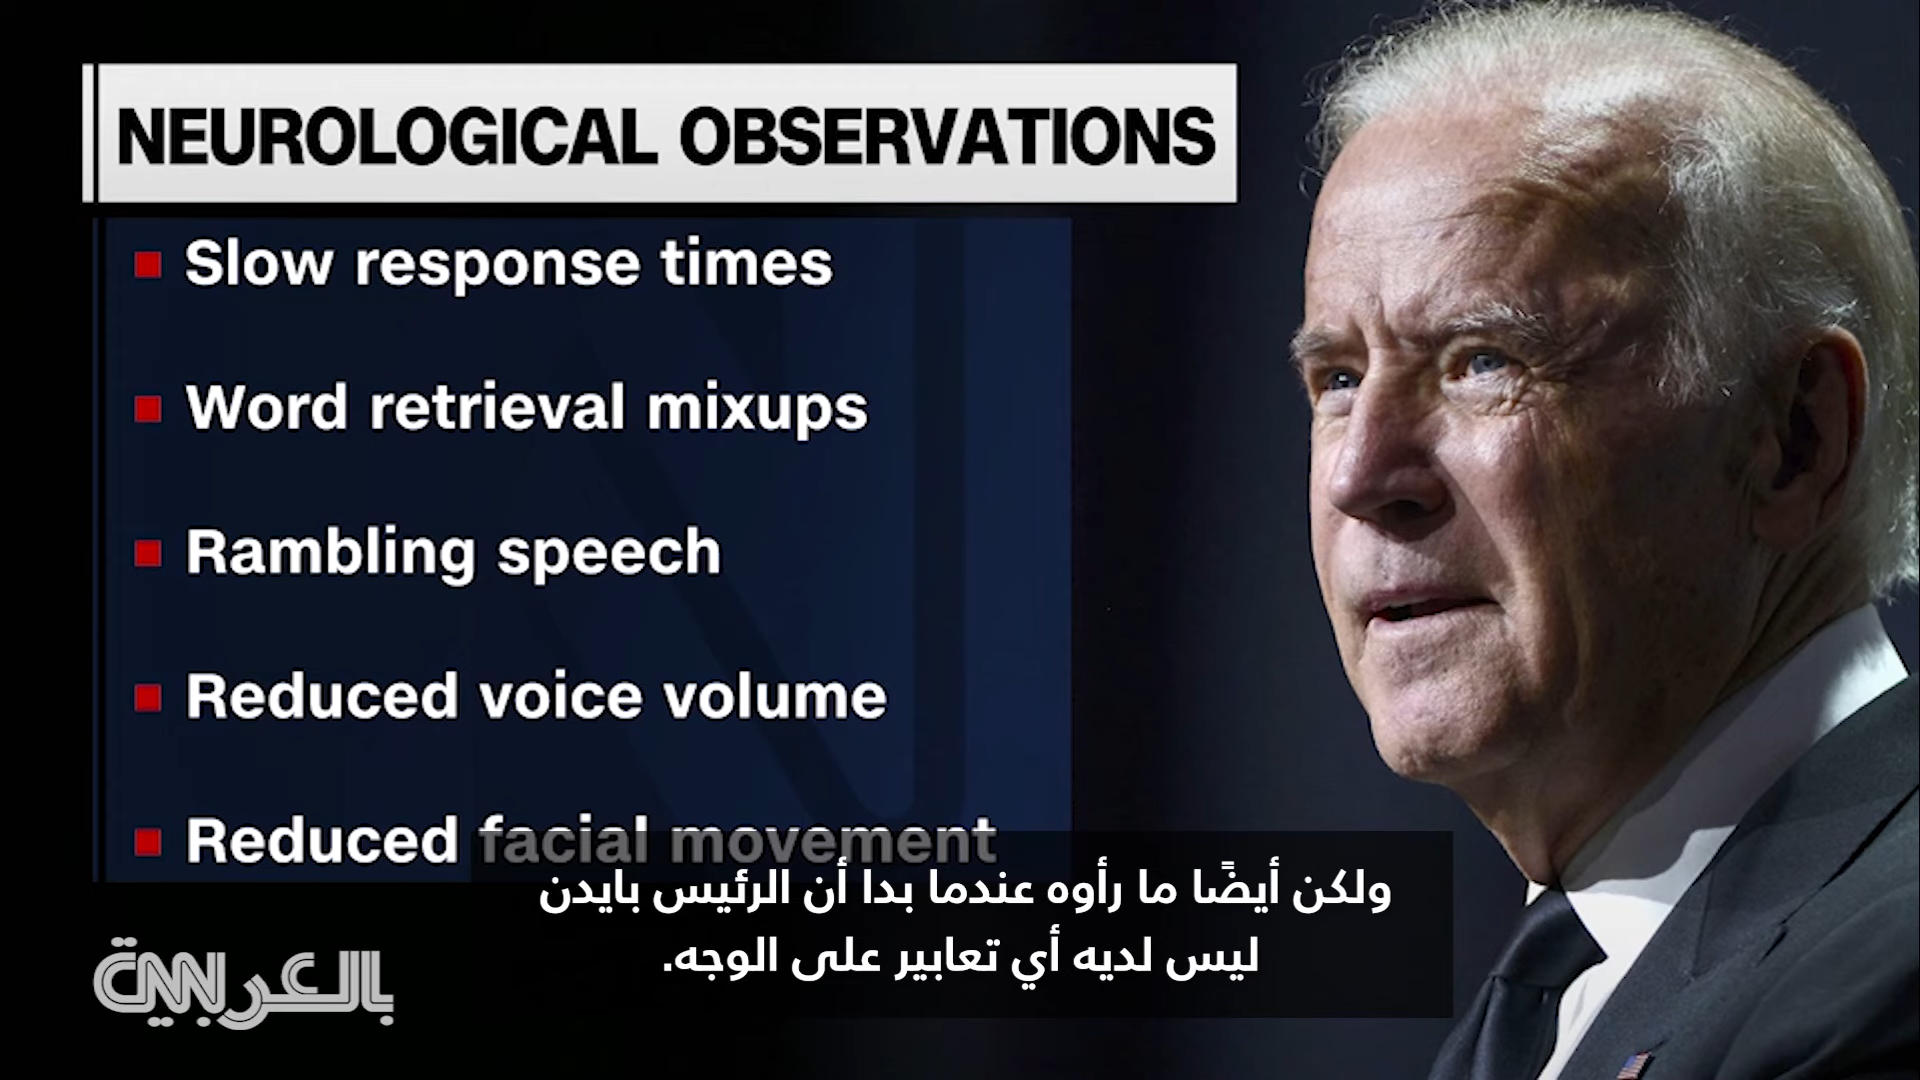 NEUROLOGICAL OBSERVATIONS
Slow response times
Word retrieval mixups
Rambling speech
Reduced voice volume
Reduced facial movement
ولكن أيضًا ما رأوه عندما بدا أن الرئيس بايدن
ليس لديه أي تعابير على الوجه.
CNN بالعربية